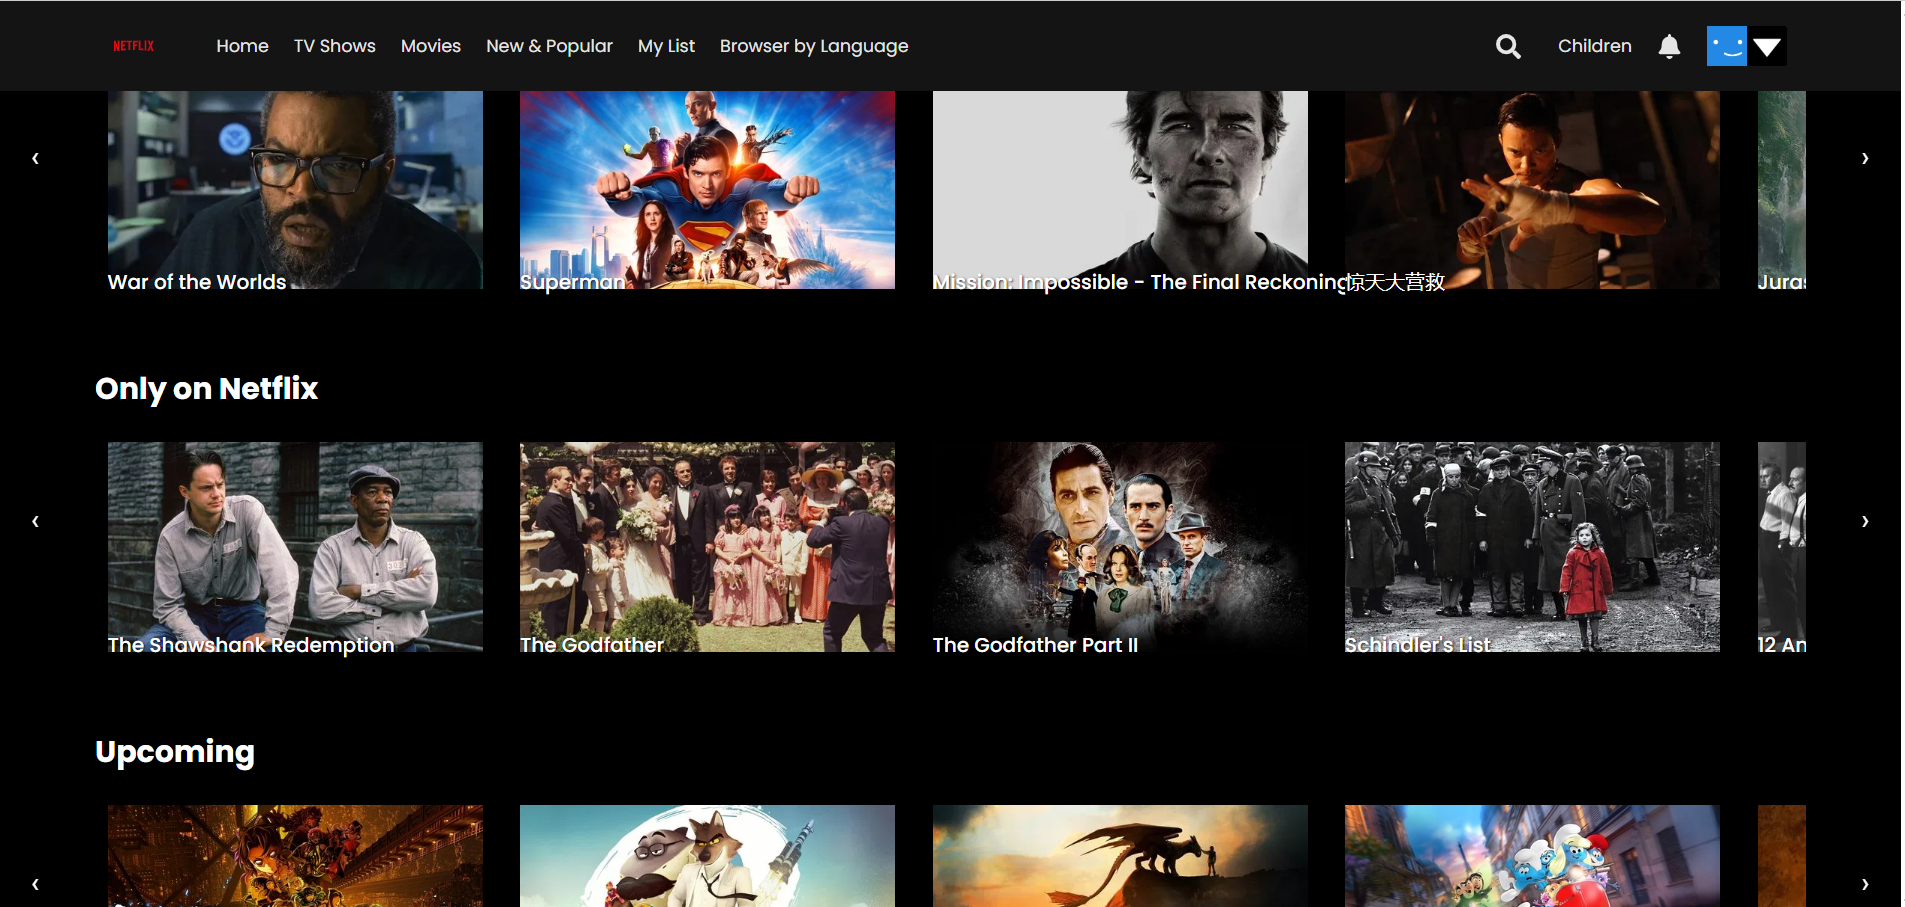 NETFLIX Home TV Shows Movies New & Popular My List Browser by Language Children
War of the Worlds Superman Mission: Impossible - The Final Reckoning 惊天大营救 Juras
Only on Netflix
The Shawshank Redemption The Godfather The Godfather Part II Schindler's List 12 An
Upcoming